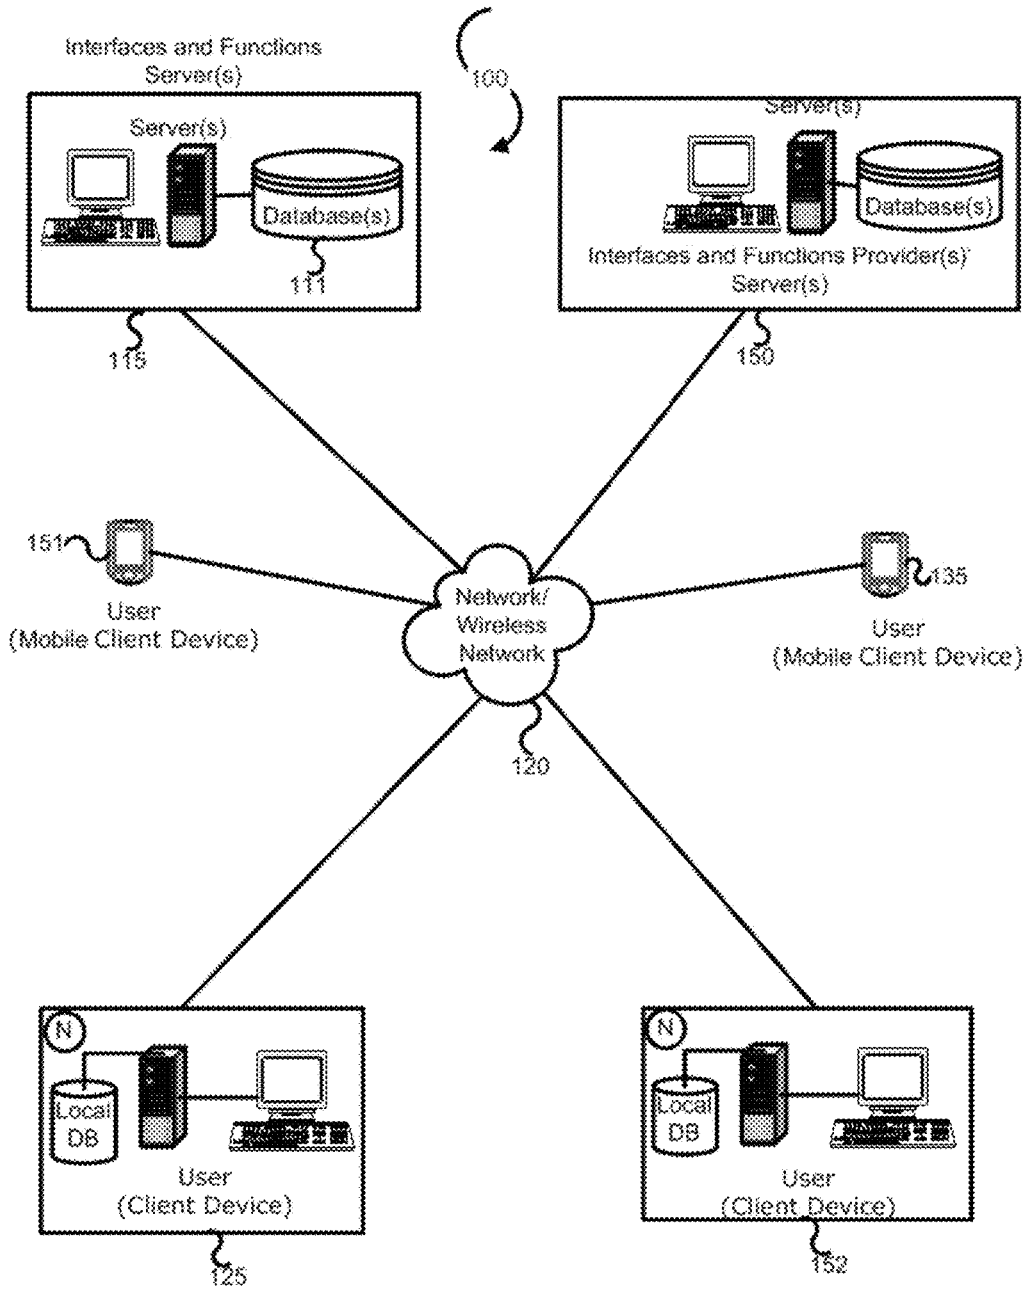 Interfaces and Functions
Server(s)
100
Server(s)
Database(s)
111
115
Server(s)
Database(s)
Interfaces and Functions Provider(s)'
Server(s)
150
151
User
(Mobile Client Device)
Network/
Wireless
Network
120
135
User
(Mobile Client Device)
N
Local
DB
User
(Client Device)
125
N
Local
DB
User
(Client Device)
152